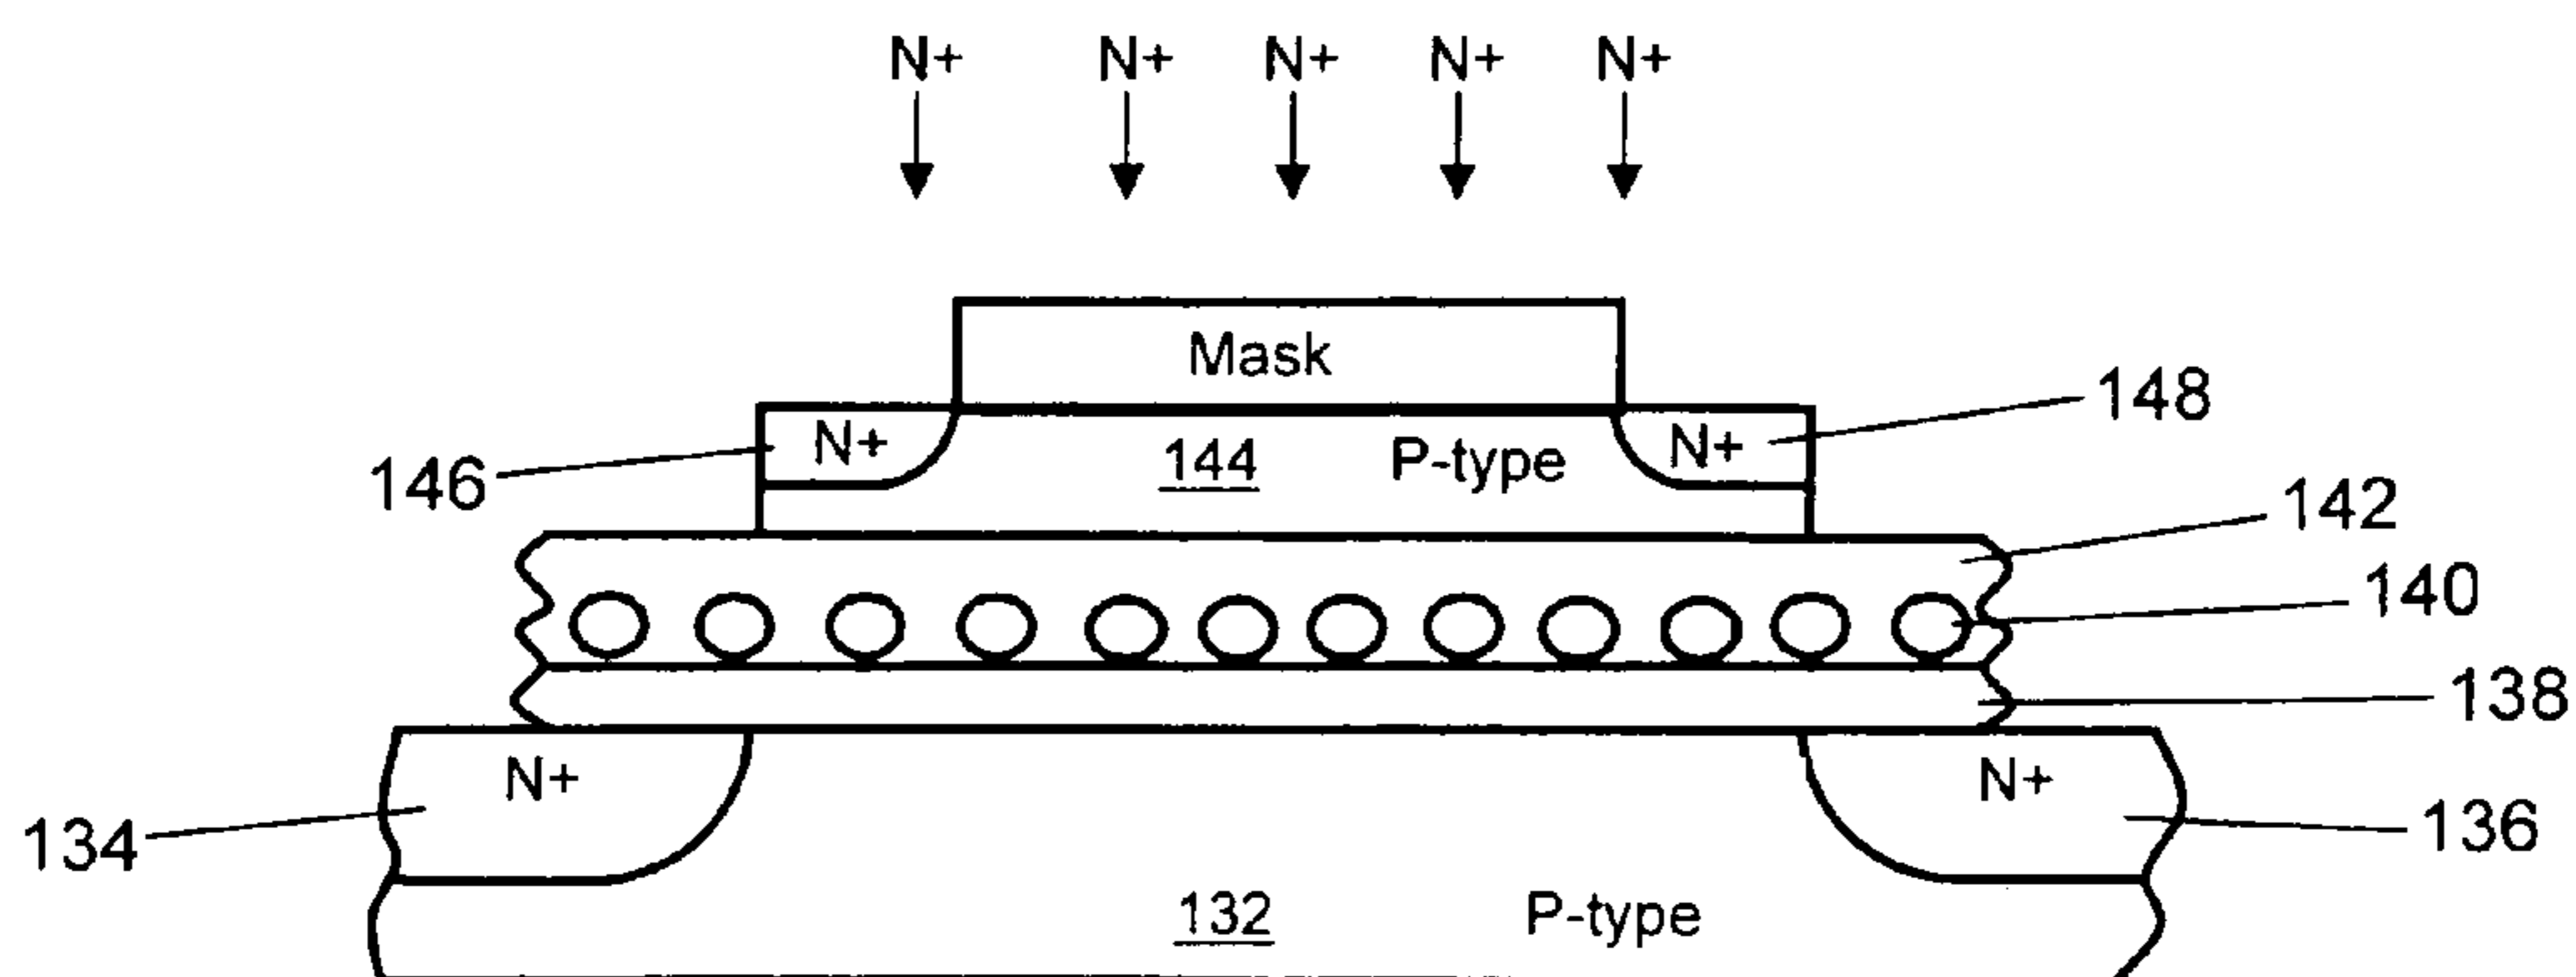 N+ N+ N+ N+ N+
Mask
148
N+ 144 P-type N+
146
142
140
138
N+ N+
134 136
132 P-type